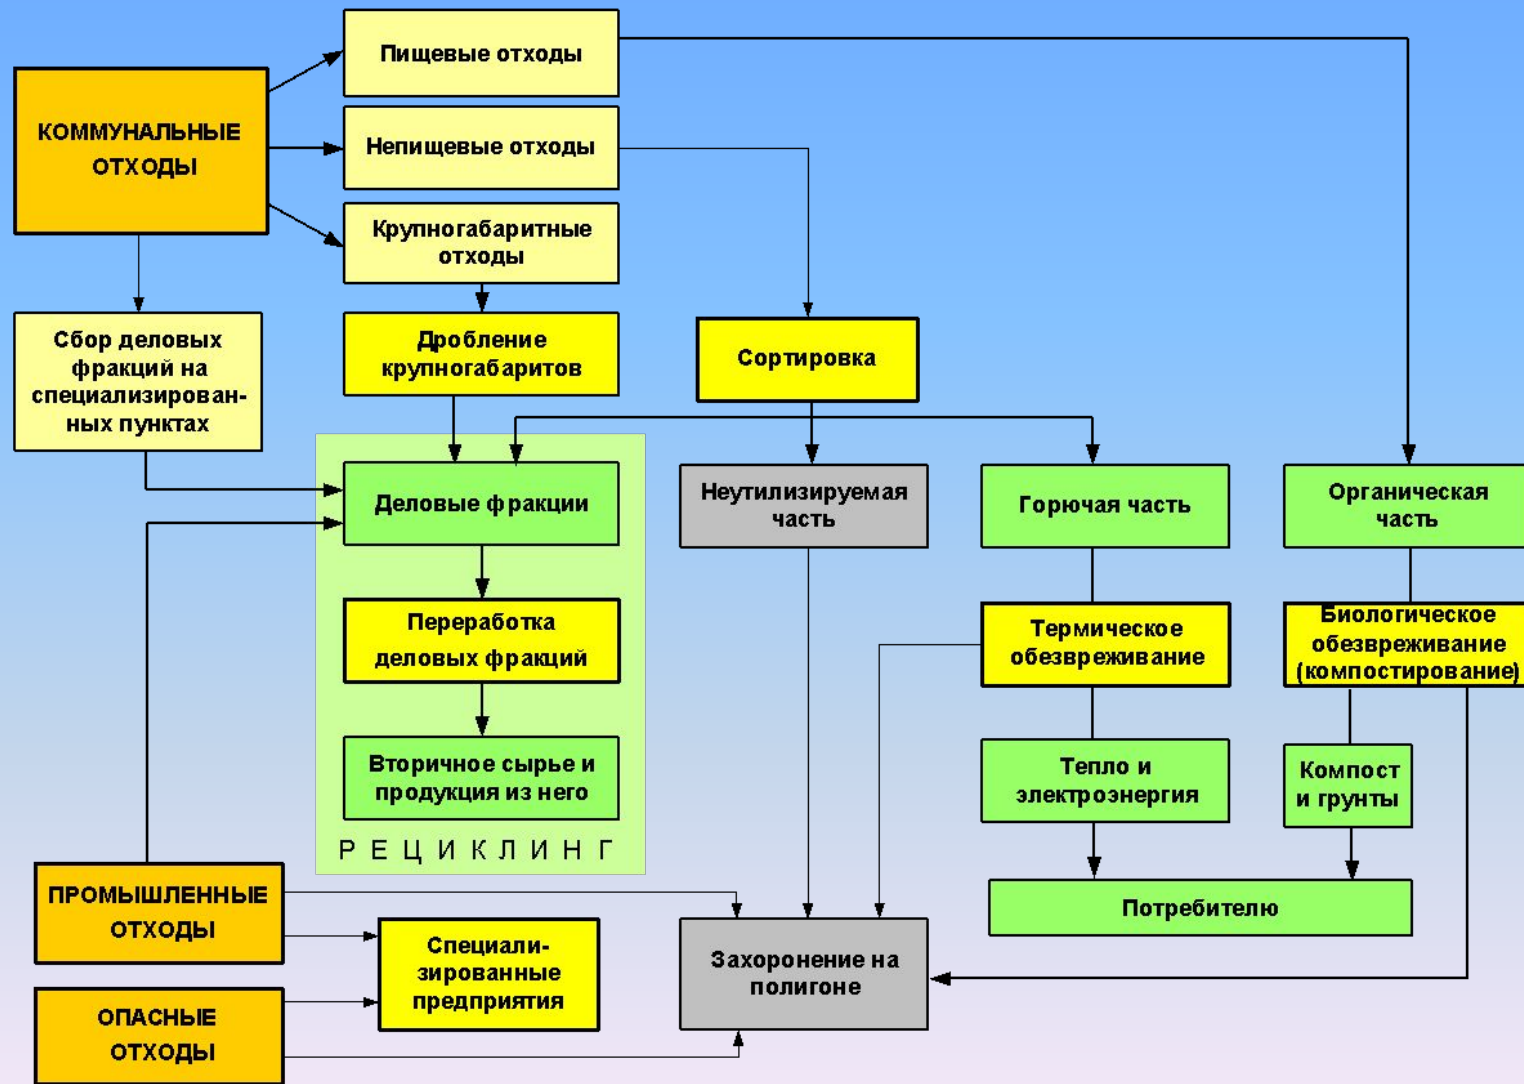 Пищевые отходы
КОММУНАЛЬНЫЕ
ОТХОДЫ
Непищевые отходы
Крупногабаритные
отходы
Сбор деловых
фракций на
специализирован-
ных пунктах
Дробление
крупногабаритов
Сортировка
Деловые фракции
Неутилизируемая
часть
Горючая часть
Органическая
часть
Переработка
деловых фракций
Термическое
обезвреживание
Биологическое
обезвреживание
(компостирование)
Вторичное сырье и
продукция из него
Тепло и
электроэнергия
Компост
и грунты
Р Е Ц И К Л И Н Г
ПРОМЫШЛЕННЫЕ
ОТХОДЫ
Потребителю
Специали-
зированные
предприятия
Захоронение на
полигоне
ОПАСНЫЕ
ОТХОДЫ